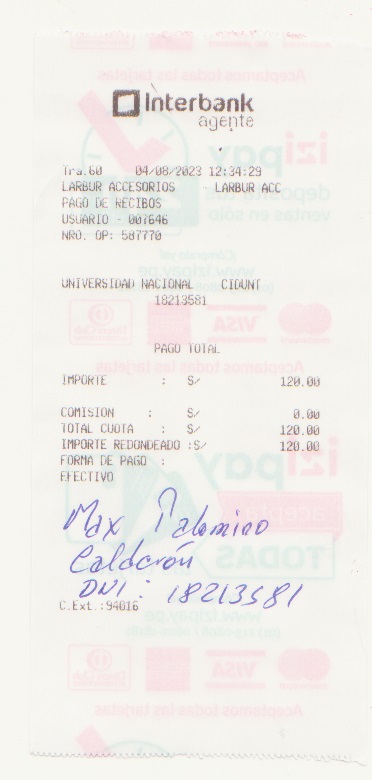 Interbank
agente
Tra.60 04/08/2023 12:34:29
LARBUR ACCESORIOS - LARBUR ACC
PAGO DE RECIBOS
USUARIO - 007646
NRO. OP: 587770
UNIVERSIDAD NACIONAL CIDUNT
18213581
PAGO TOTAL
IMPORTE : S/ 120.00
COMISION : S/ 0.00
TOTAL CUOTA : S/ 120.00
IMPORTE REDONDEADO :S/ 120.00
FORMA DE PAGO :
EFECTIVO
Max Palomino
Calderón
DNI: 18213581
C.Ext.:94016